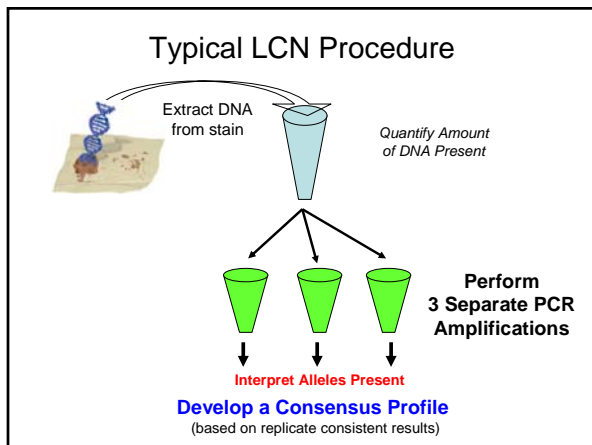 Typical LCN Procedure
Extract DNA
from stain
Quantify Amount
of DNA Present
Perform
3 Separate PCR
Amplifications
Interpret Alleles Present
Develop a Consensus Profile
(based on replicate consistent results)